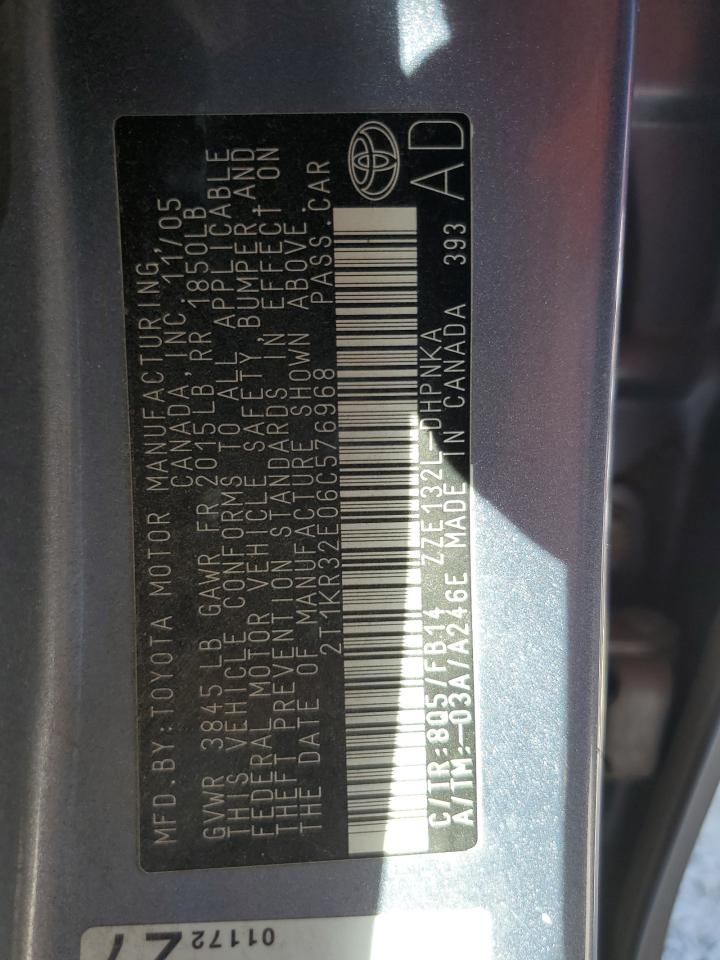 MFD.BY:TOYOTA MOTOR MANUFACTURING,
CANADA,INC. 11/05
GVWR 3845LB GAWR FR 2015LB,RR 1850LB
THIS VEHICLE CONFORMS TO ALL APPLICABLE
FEDERAL MOTOR VEHICLE SAFETY,BUMPER,AND
THEFT PREVENTION STANDARDS IN EFFECT ON
THE DATE OF MANUFACTURE SHOWN ABOVE.
2T1KR32E06C576968 PASS.CAR
C/TR:8Q5/FB14 ZZE132L-DHPNKA
A/TM:-03A/A246E MADE IN CANADA 393
AD
01172